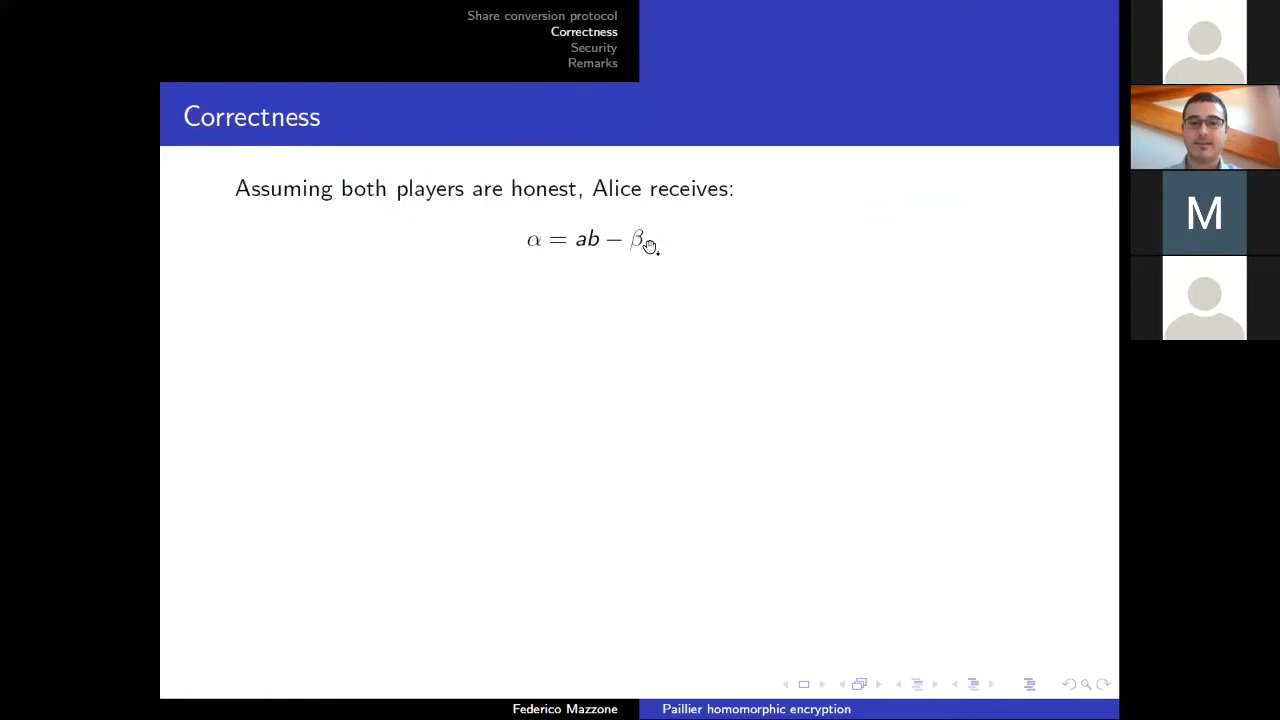 Share conversion protocol
Correctness
Security
Remarks
Correctness
Assuming both players are honest, Alice receives:
α = ab − β
M
Federico Mazzone
Paillier homomorphic encryption